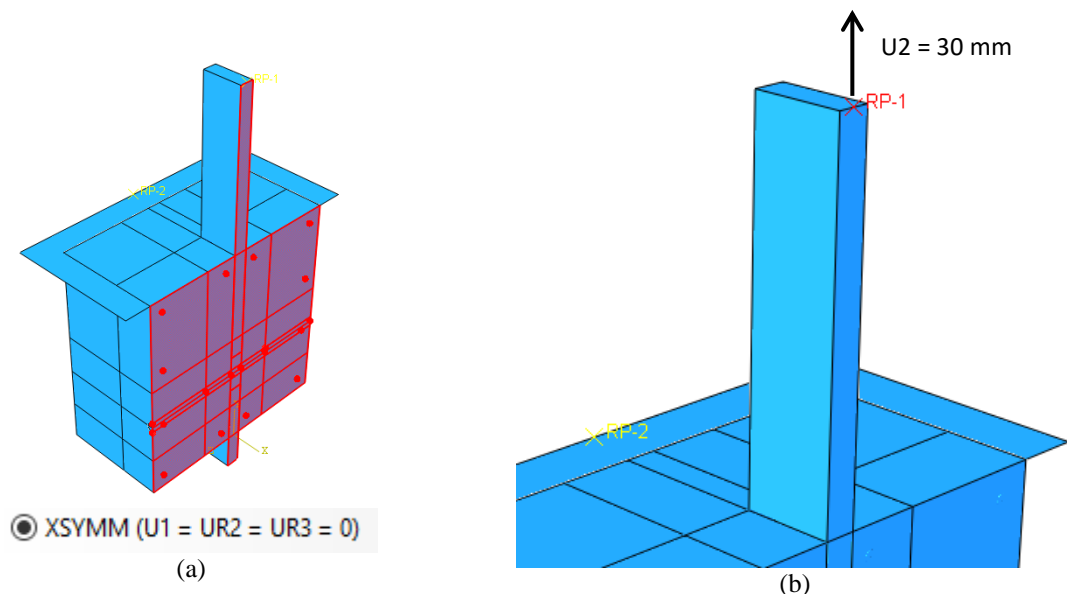 RP-1
RP-2
x
XSYMM (U1 = UR2 = UR3 = 0)
(a)
U2 = 30 mm
RP-1
RP-2
(b)